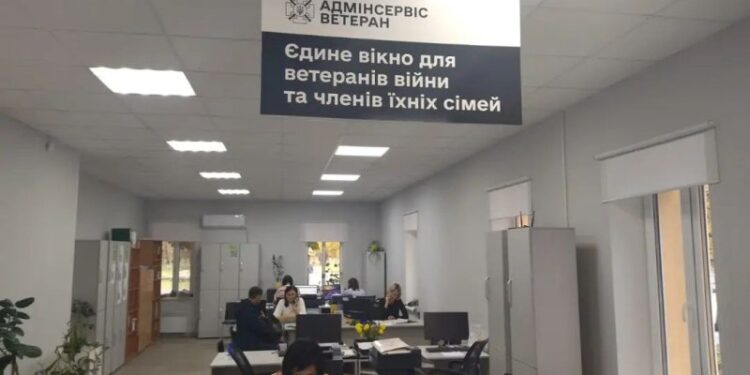 АДМІНСЕРВІС
ВЕТЕРАН
Єдине вікно для
ветеранів війни
та членів їхніх сімей